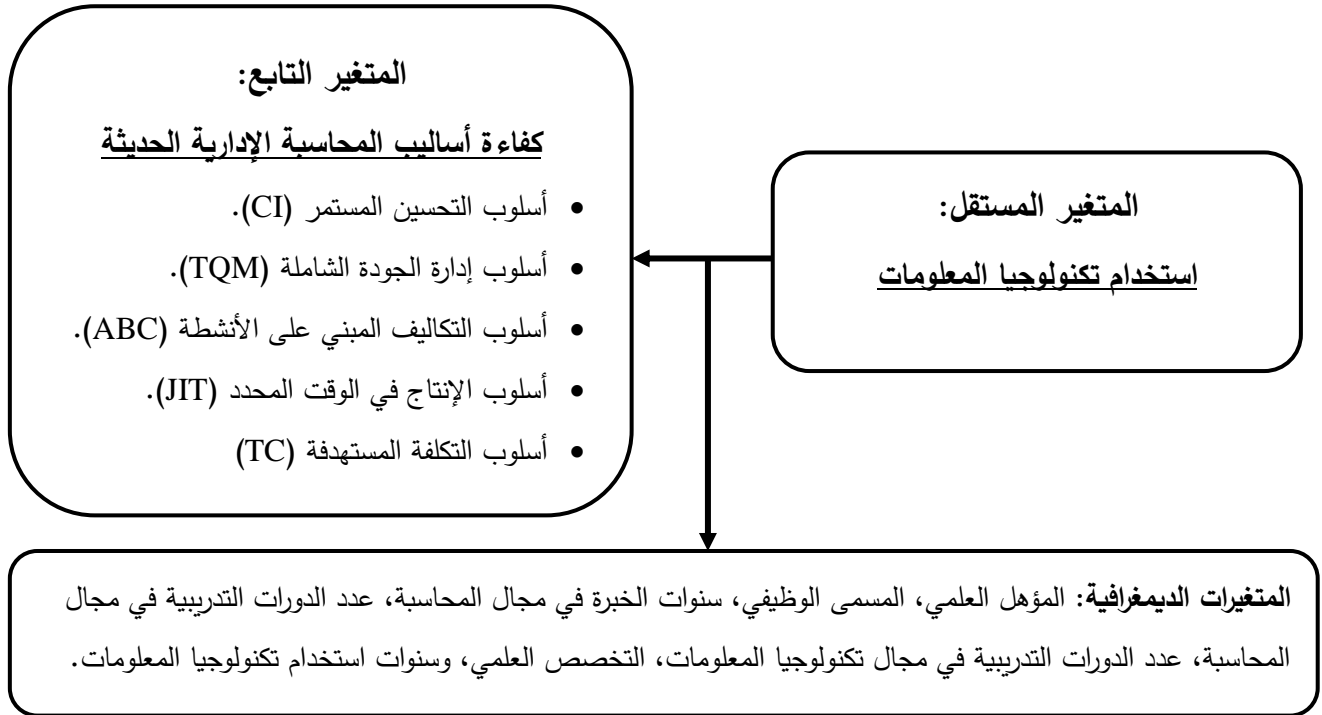 المتغير المستقل:
استخدام تكنولوجيا المعلومات
المتغير التابع:
كفاءة أساليب المحاسبة الإدارية الحديثة
• أسلوب التحسين المستمر (CI).
• أسلوب إدارة الجودة الشاملة (TQM).
• أسلوب التكاليف المبني على الأنشطة (ABC).
• أسلوب الإنتاج في الوقت المحدد (JIT).
• أسلوب التكلفة المستهدفة (TC)
المتغيرات الديمغرافية: المؤهل العلمي، المسمى الوظيفي، سنوات الخبرة في مجال المحاسبة، عدد الدورات التدريبية في مجال
المحاسبة، عدد الدورات التدريبية في مجال تكنولوجيا المعلومات، التخصص العلمي، وسنوات استخدام تكنولوجيا المعلومات.